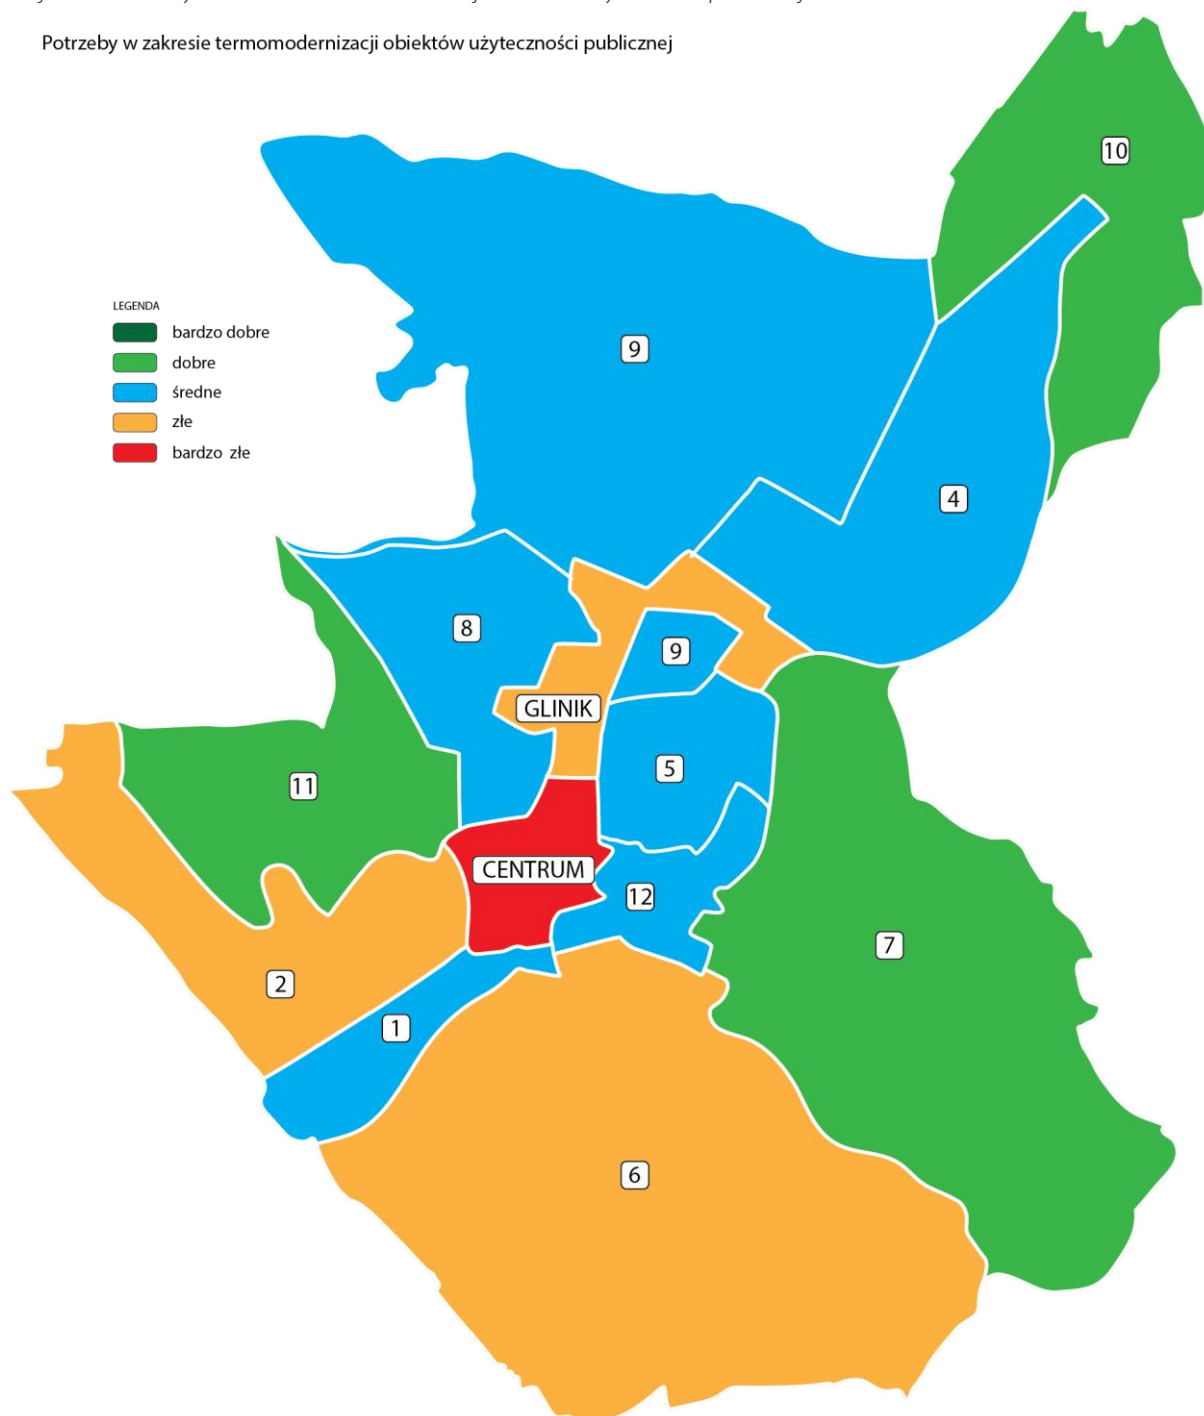 Potrzeby w zakresie termomodernizacji obiektów użyteczności publicznej
10
LEGENDA
bardzo dobre
dobre
średne
złe
bardzo złe
9
4
8
9
GLINIK
5
11
CENTRUM
12
7
2
1
6